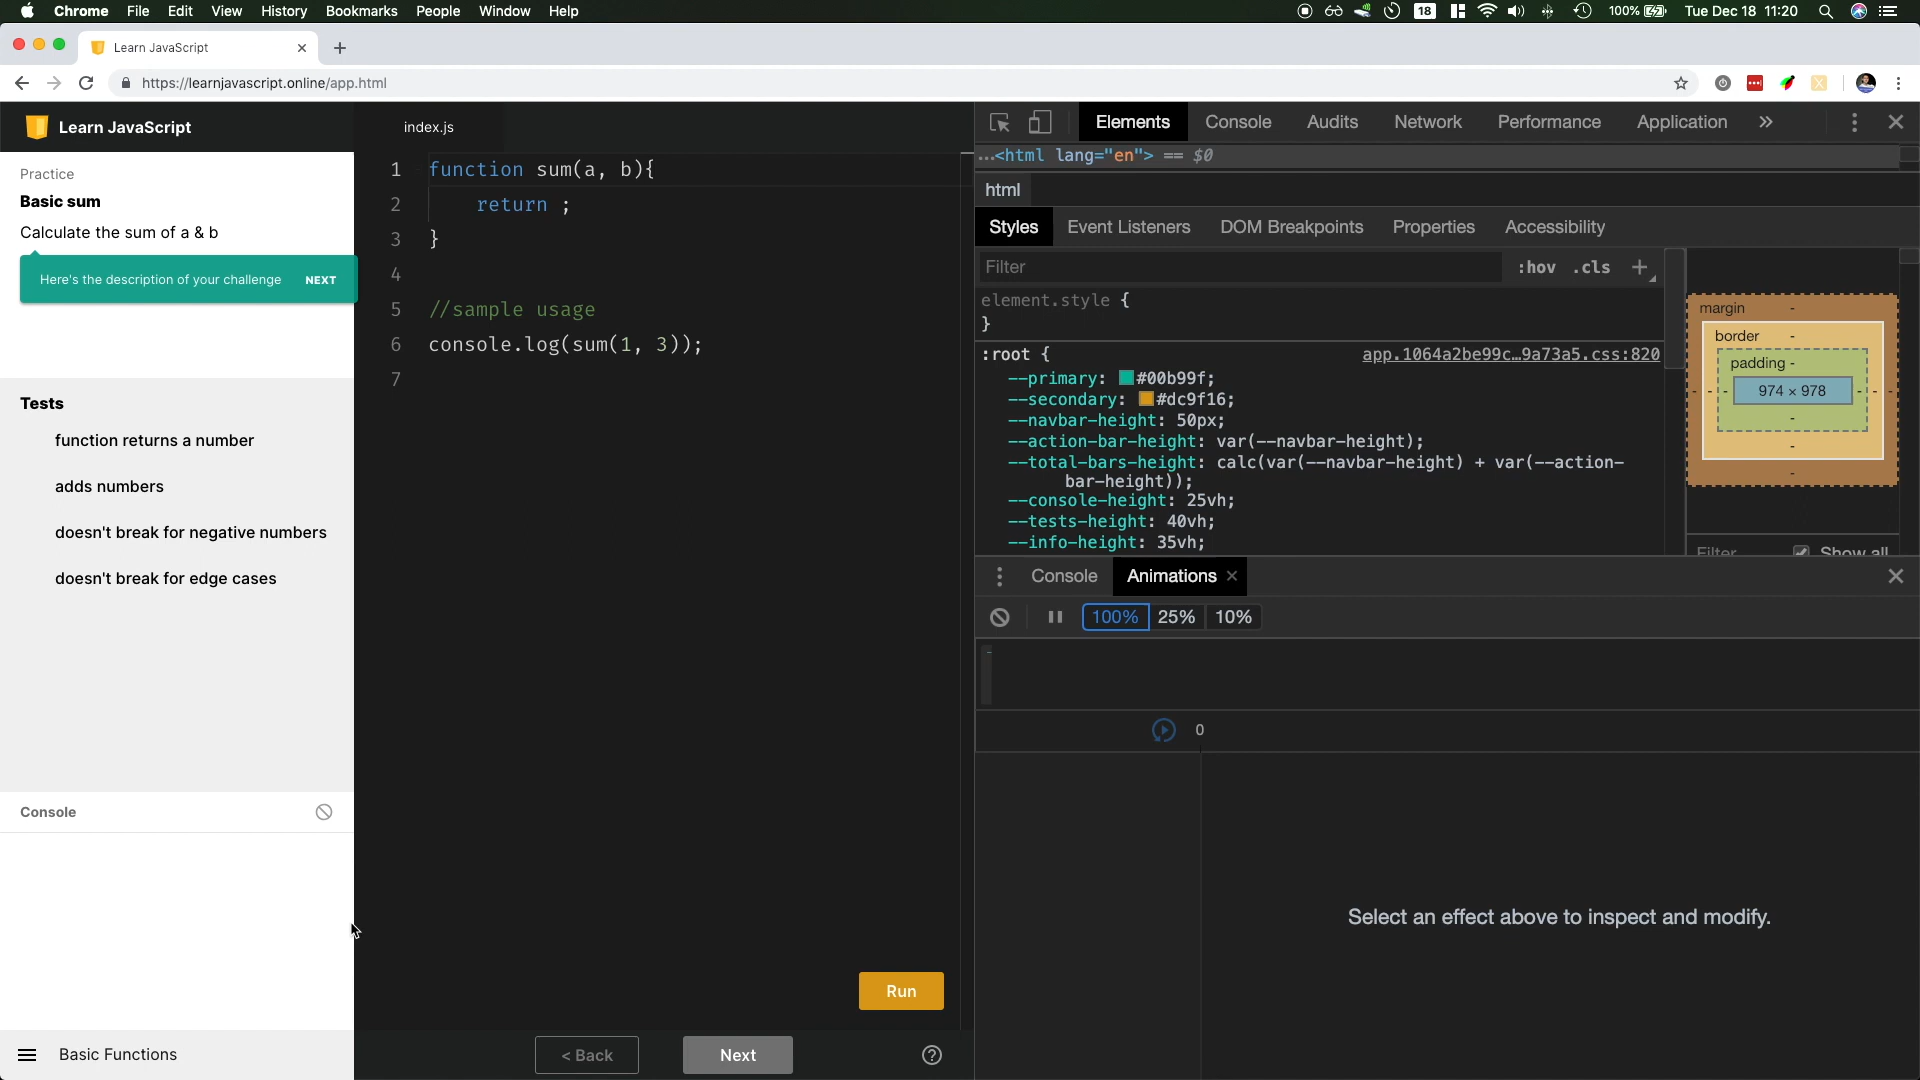 Chrome File Edit View History Bookmarks People Window Help 18 100% Tue Dec 18 11:20
Learn JavaScript
https://learnjavascript.online/app.html
Learn JavaScript
Practice
Basic sum
Calculate the sum of a & b
Here's the description of your challenge NEXT
Tests
function returns a number
adds numbers
doesn't break for negative numbers
doesn't break for edge cases
Console
Basic Functions
index.js
1 function sum(a, b){
2 return ;
3 }
4
5 //sample usage
6 console.log(sum(1, 3));
7
Run
< Back Next ?
Elements Console Audits Network Performance Application »
…<html lang="en"> == $0
html
Styles Event Listeners DOM Breakpoints Properties Accessibility
Filter :hov .cls +
element.style {
}
:root { app.1064a2be99c…9a73a5.css:820
--primary: #00b99f;
--secondary: #dc9f16;
--navbar-height: 50px;
--action-bar-height: var(--navbar-height);
--total-bars-height: calc(var(--navbar-height) + var(--action-
bar-height));
--console-height: 25vh;
--tests-height: 40vh;
--info-height: 35vh;
margin -
border -
padding -
- - - 974 × 978 - - -
-
-
-
Filter Show all
Console Animations
100% 25% 10%
0
Select an effect above to inspect and modify.